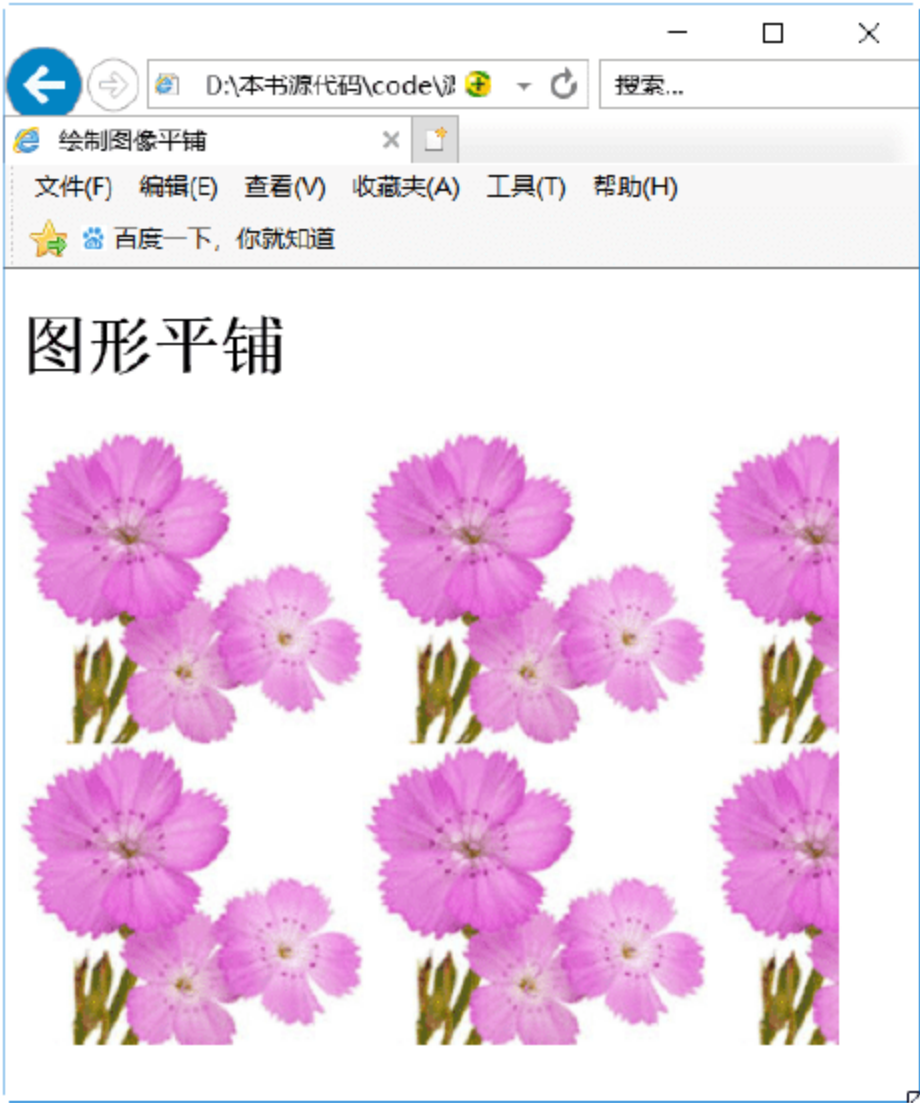 D:\本书源代码\code\源 搜索...
绘制图像平铺
文件(F) 编辑(E) 查看(V) 收藏夹(A) 工具(T) 帮助(H)
百度一下，你就知道
图形平铺